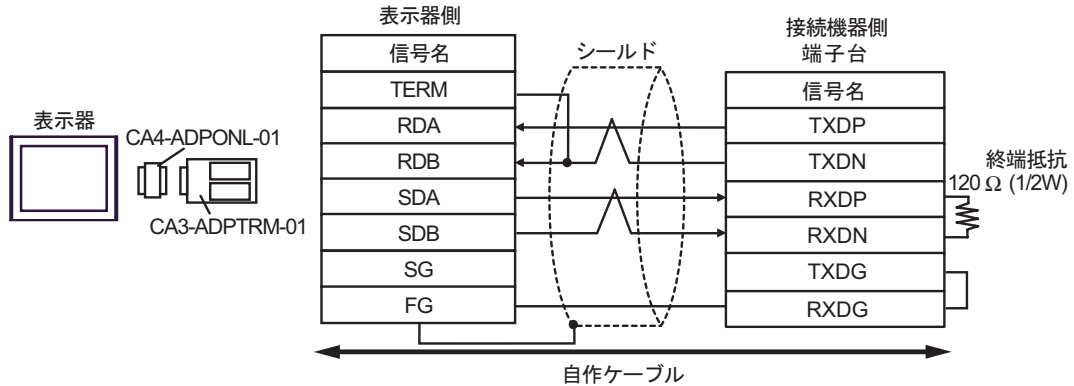 表示器
CA4-ADPONL-01
CA3-ADPTRM-01
表示器側
信号名
TERM
RDA
RDB
SDA
SDB
SG
FG
シールド
接続機器側
端子台
信号名
TXDP
TXDN
RXDP
RXDN
TXDG
RXDG
終端抵抗
120 Ω (1/2W)
自作ケーブル